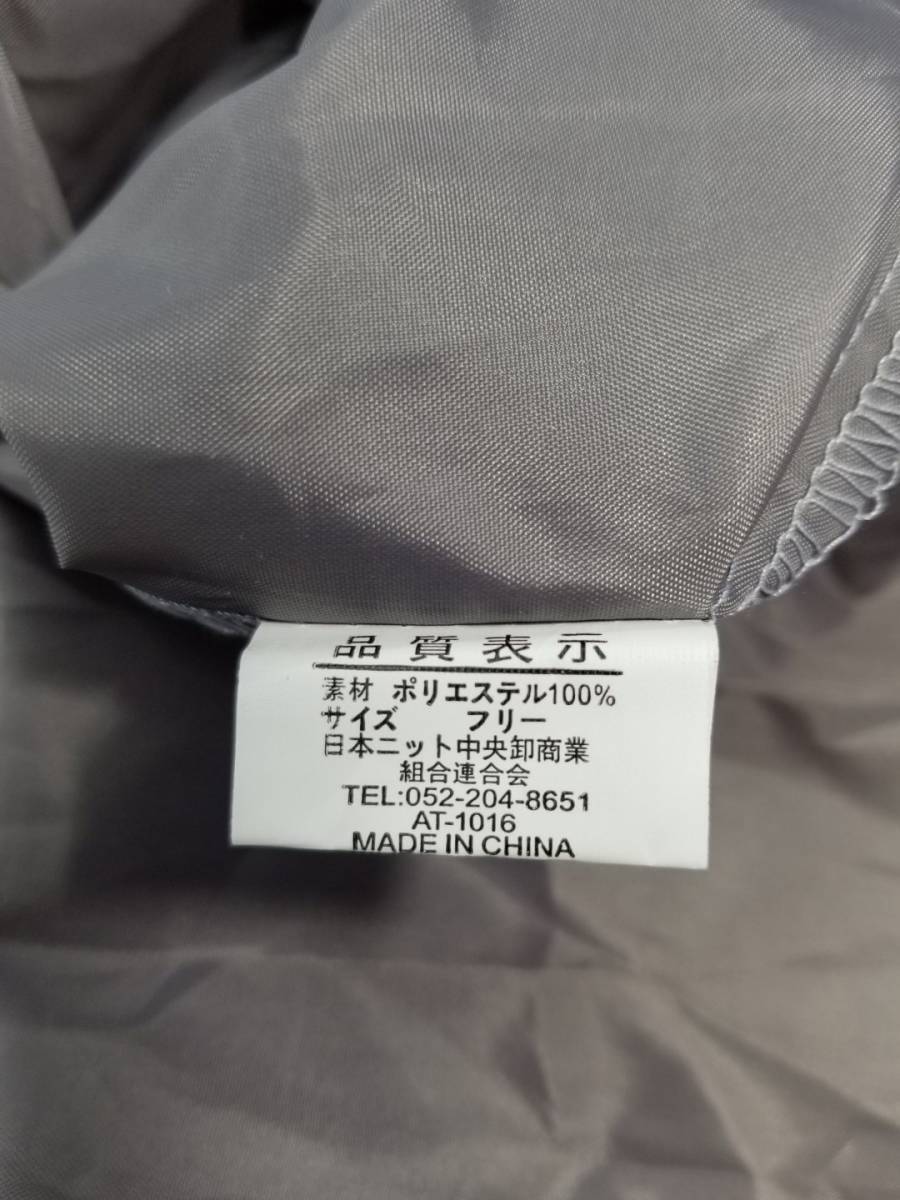 品質表示
素材 ポリエステル100%
サイズ フリー
日本ニット中央卸商業
組合連合会
TEL:052-204-8651
AT-1016
MADE IN CHINA